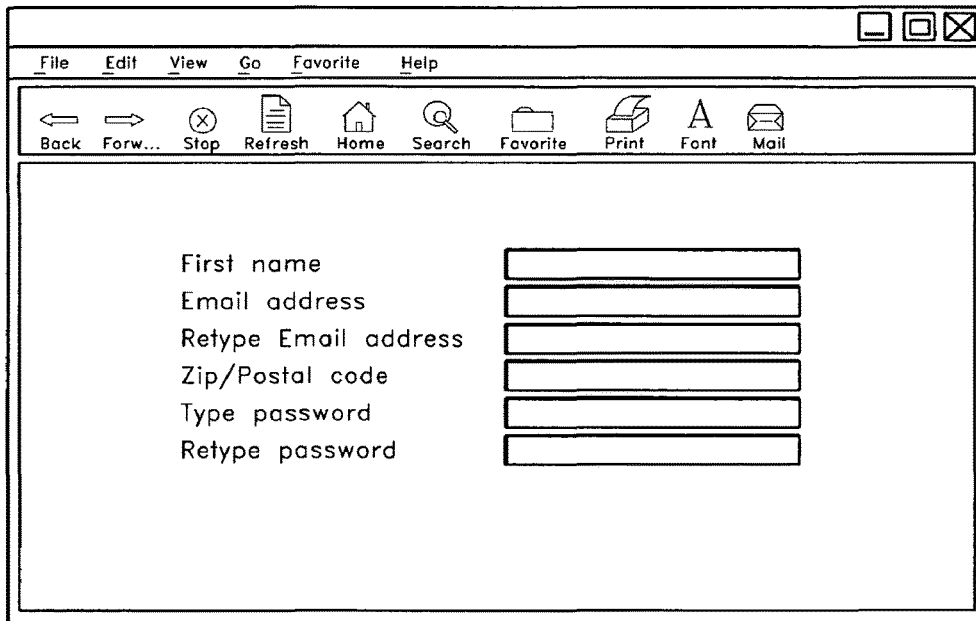 File Edit View Go Favorite Help
Back Forw... Stop Refresh Home Search Favorite Print Font Mail
First name
Email address
Retype Email address
Zip/Postal code
Type password
Retype password